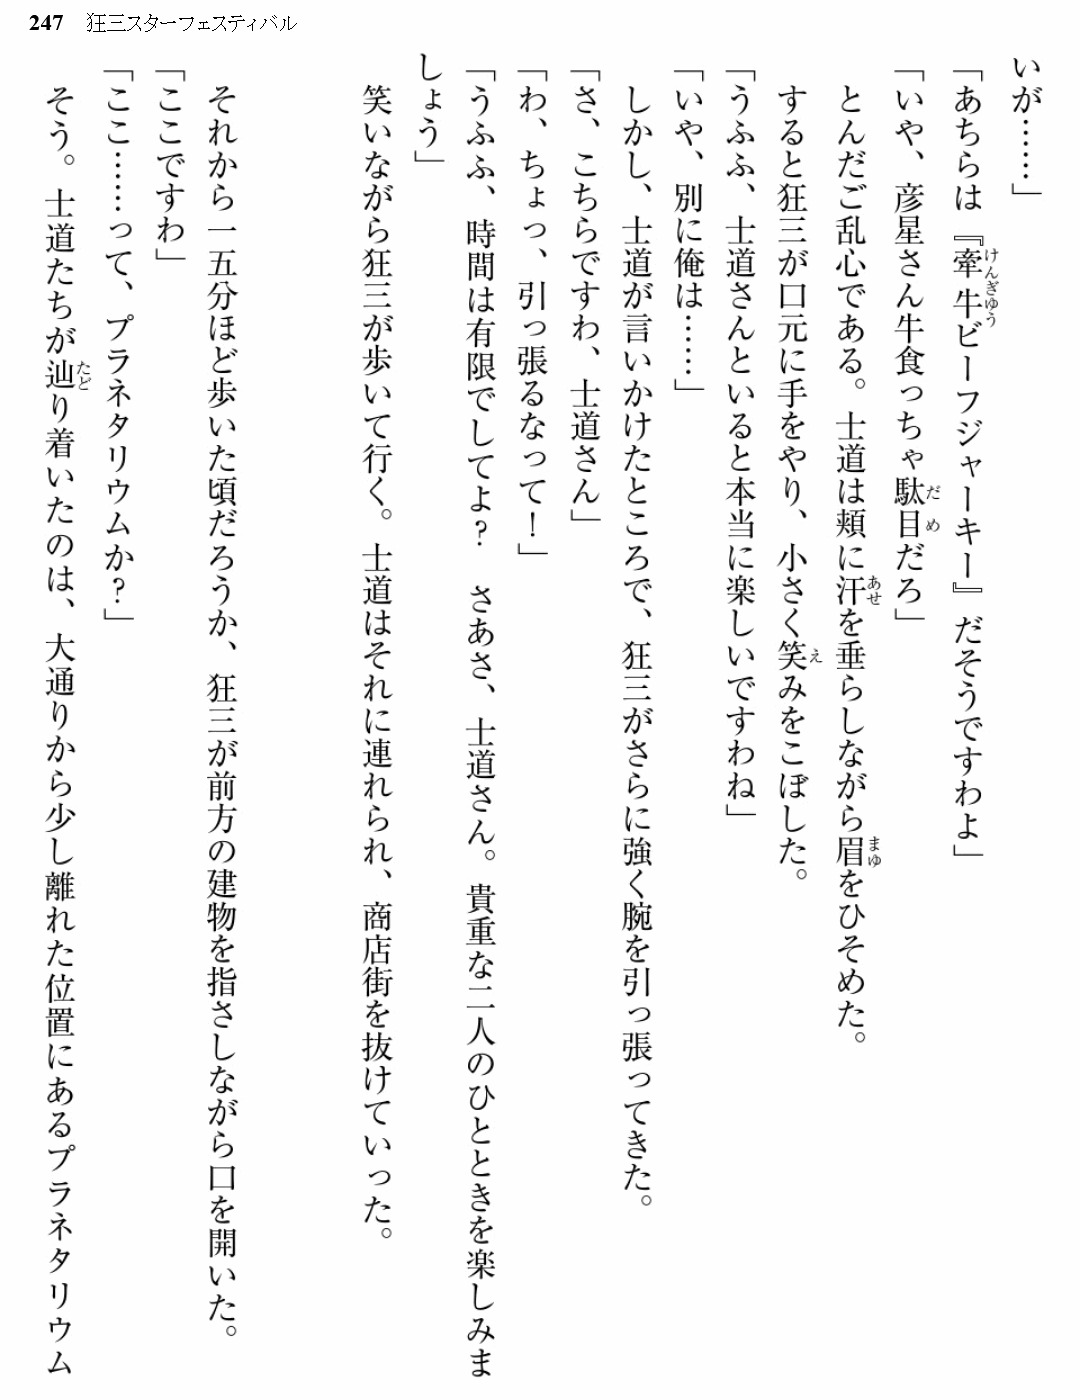 247 狂三スターフェスティバル
いが……」
「あちらは『牽牛ビーフジャーキー』だそうですわよ」
けんぎゅう
「いや、彦星さん牛食っちゃ駄目だろ」
だめ
とんだご乱心である。士道は頬に汗を垂らしながら眉をひそめた。
あせ
まゆ
すると狂三が口元に手をやり、小さく笑みをこぼした。
え
「うふふ、士道さんといると本当に楽しいですわね」
「いや、別に俺は……」
しかし、士道が言いかけたところで、狂三がさらに強く腕を引っ張ってきた。
「さ、こちらですわ、士道さん」
「わ、ちょっ、引っ張るなって！」
「うふふ、時間は有限でしてよ？　さあさ、士道さん。貴重な二人のひとときを楽しみま
しょう」
笑いながら狂三が歩いて行く。士道はそれに連れられ、商店街を抜けていった。
それから一五分ほど歩いた頃だろうか、狂三が前方の建物を指さしながら口を開いた。
「ここですわ」
「ここ……って、プラネタリウムか？」
そう。士道たちが辿り着いたのは、大通りから少し離れた位置にあるプラネタリウム
たど